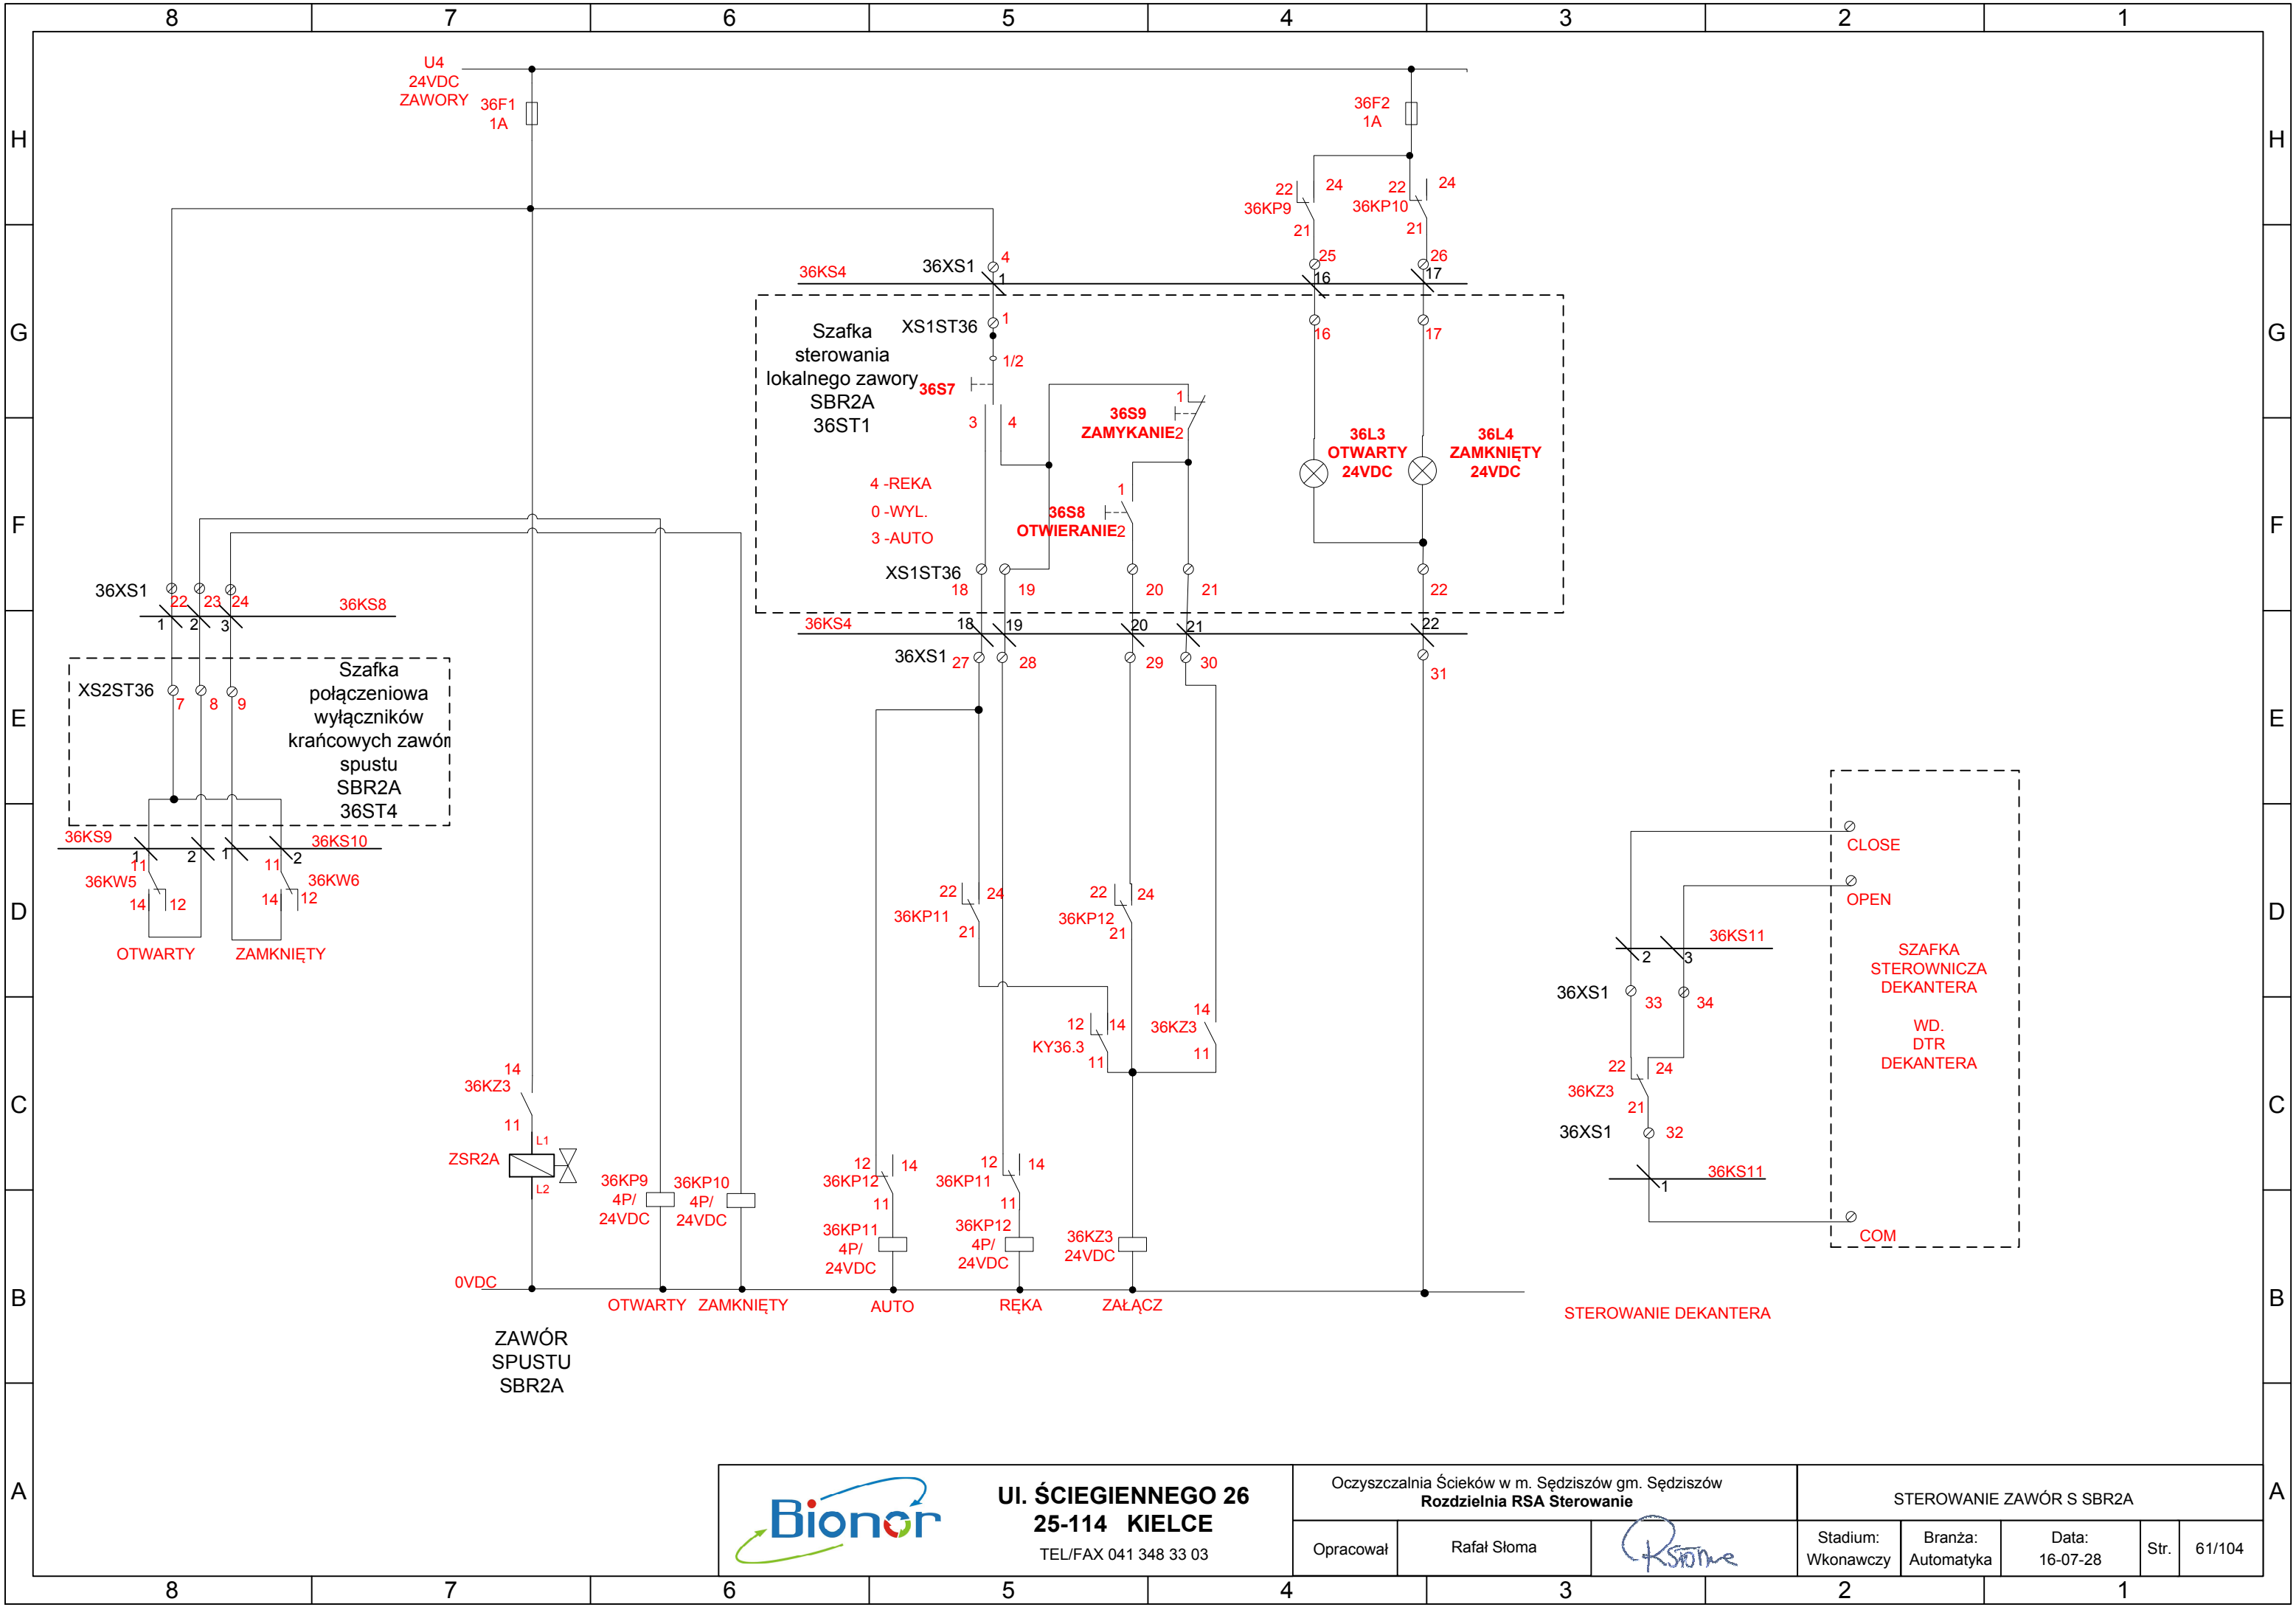 8 7 6 5 4 3 2 1
H
G
F
E
D
C
B
A
H
G
F
E
D
C
B
A
U4
24VDC
ZAWORY
36F1
1A
36F2
1A
22 24
36KP9
21
22 24
36KP10
21
36KS4
36XS1 4
1
25
16
26
17
Szafka
sterowania
lokalnego zawory
SBR2A
36ST1
XS1ST36 1
1/2
36S7
3 4
4 -REKA
0 -WYL.
3 -AUTO
1
36S9
ZAMYKANIE2
1
36S8
OTWIERANIE2
16
17
36L3
OTWARTY
24VDC
36L4
ZAMKNIĘTY
24VDC
XS1ST36
18 19 20 21 22
36KS4
18 19 20 21 22
36XS1 27 28 29 30 31
36XS1
22 23 24
36KS8
1 2 3
XS2ST36
7 8 9
Szafka
połączeniowa
wyłączników
krańcowych zawór
spustu
SBR2A
36ST4
36KS9
1 2
1 2
36KS10
11
36KW5
14 12
11
36KW6
14 12
OTWARTY ZAMKNIĘTY
22 24
36KP11
21
22 24
36KP12
21
12 14
KY36.3
11
14
36KZ3
11
14
36KZ3
11
L1
ZSR2A
L2
36KP9
4P/
24VDC
36KP10
4P/
24VDC
12 14
36KP12
11
36KP11
4P/
24VDC
12 14
36KP11
11
36KP12
4P/
24VDC
36KZ3
24VDC
0VDC
OTWARTY ZAMKNIĘTY AUTO RĘKA ZAŁĄCZ
ZAWÓR
SPUSTU
SBR2A
CLOSE
OPEN
36KS11
2 3
36XS1 33 34
22 24
36KZ3
21
36XS1 32
36KS11
1
COM
SZAFKA
STEROWNICZA
DEKANTERA
WD.
DTR
DEKANTERA
STEROWANIE DEKANTERA
Bionor
Ul. ŚCIEGIENNEGO 26
25-114 KIELCE
TEL/FAX 041 348 33 03
Oczyszczalnia Ścieków w m. Sędziszów gm. Sędziszów
Rozdzielnia RSA Sterowanie
STEROWANIE ZAWÓR S SBR2A
Opracował
Rafał Słoma
Stadium:
Wkonawczy
Branża:
Automatyka
Data:
16-07-28
Str.
61/104
8 7 6 5 4 3 2 1